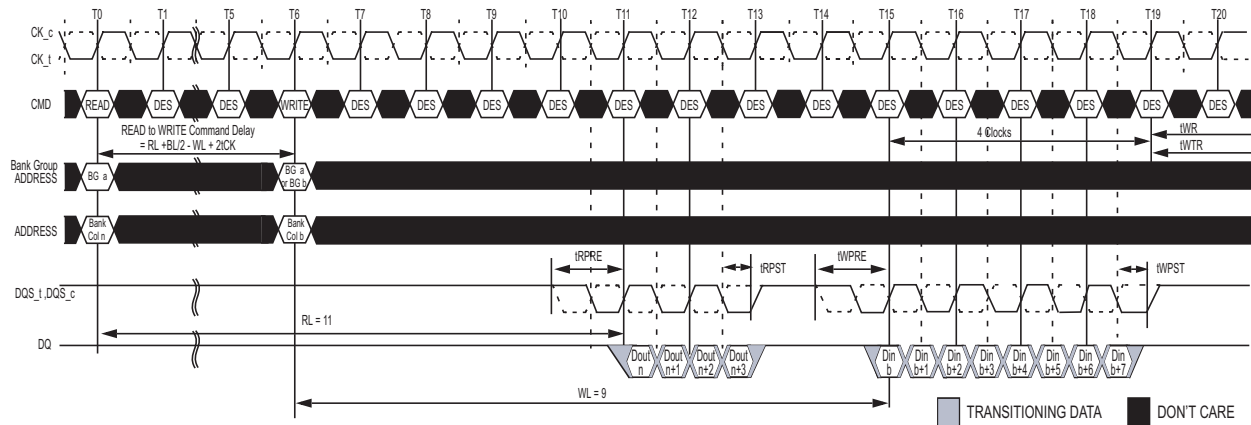 T0 T1 T5 T6 T7 T8 T9 T10 T11 T12 T13 T14 T15 T16 T17 T18 T19 T20
CK_c
CK_t
CMD READ DES DES WRITE DES DES DES DES DES DES DES DES DES DES DES DES DES DES
READ to WRITE Command Delay
= RL +BL/2 - WL + 2tCK
4 Clocks
tWR
tWTR
Bank Group
ADDRESS
BG a
BG a
or BG b
ADDRESS
Bank
Col n
Bank
Col b
tRPRE
tRPST
tWPRE
tWPST
DQS_t ,DQS_c
RL = 11
DQ
Dout
n
Dout
n+1
Dout
n+2
Dout
n+3
Din
b
Din
b+1
Din
b+2
Din
b+3
Din
b+4
Din
b+5
Din
b+6
Din
b+7
WL = 9
TRANSITIONING DATA
DON'T CARE